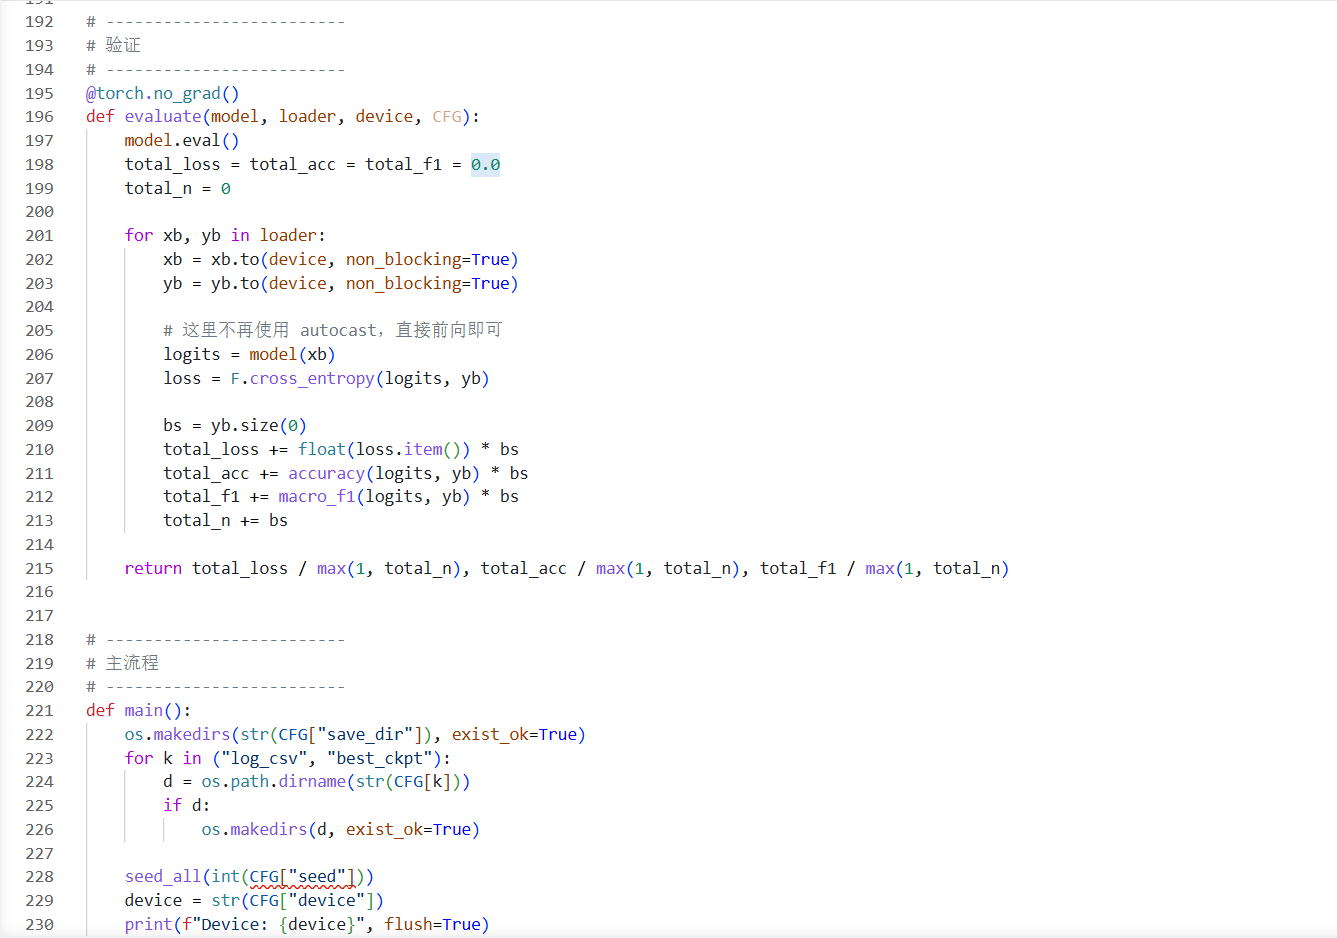 191
192 # -------------------------
193 # 验证
194 # -------------------------
195 @torch.no_grad()
196 def evaluate(model, loader, device, CFG):
197     model.eval()
198     total_loss = total_acc = total_f1 = 0.0
199     total_n = 0
200
201     for xb, yb in loader:
202         xb = xb.to(device, non_blocking=True)
203         yb = yb.to(device, non_blocking=True)
204
205         # 这里不再使用 autocast，直接前向即可
206         logits = model(xb)
207         loss = F.cross_entropy(logits, yb)
208
209         bs = yb.size(0)
210         total_loss += float(loss.item()) * bs
211         total_acc += accuracy(logits, yb) * bs
212         total_f1 += macro_f1(logits, yb) * bs
213         total_n += bs
214
215     return total_loss / max(1, total_n), total_acc / max(1, total_n), total_f1 / max(1, total_n)
216
217
218 # -------------------------
219 # 主流程
220 # -------------------------
221 def main():
222     os.makedirs(str(CFG["save_dir"]), exist_ok=True)
223     for k in ("log_csv", "best_ckpt"):
224         d = os.path.dirname(str(CFG[k]))
225         if d:
226             os.makedirs(d, exist_ok=True)
227
228     seed_all(int(CFG["seed"]))
229     device = str(CFG["device"])
230     print(f"Device: {device}", flush=True)